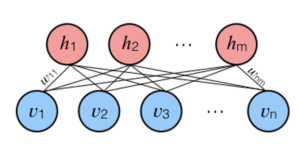 h1 h2 ... hm
w11 wnm
v1 v2 v3 ... vn